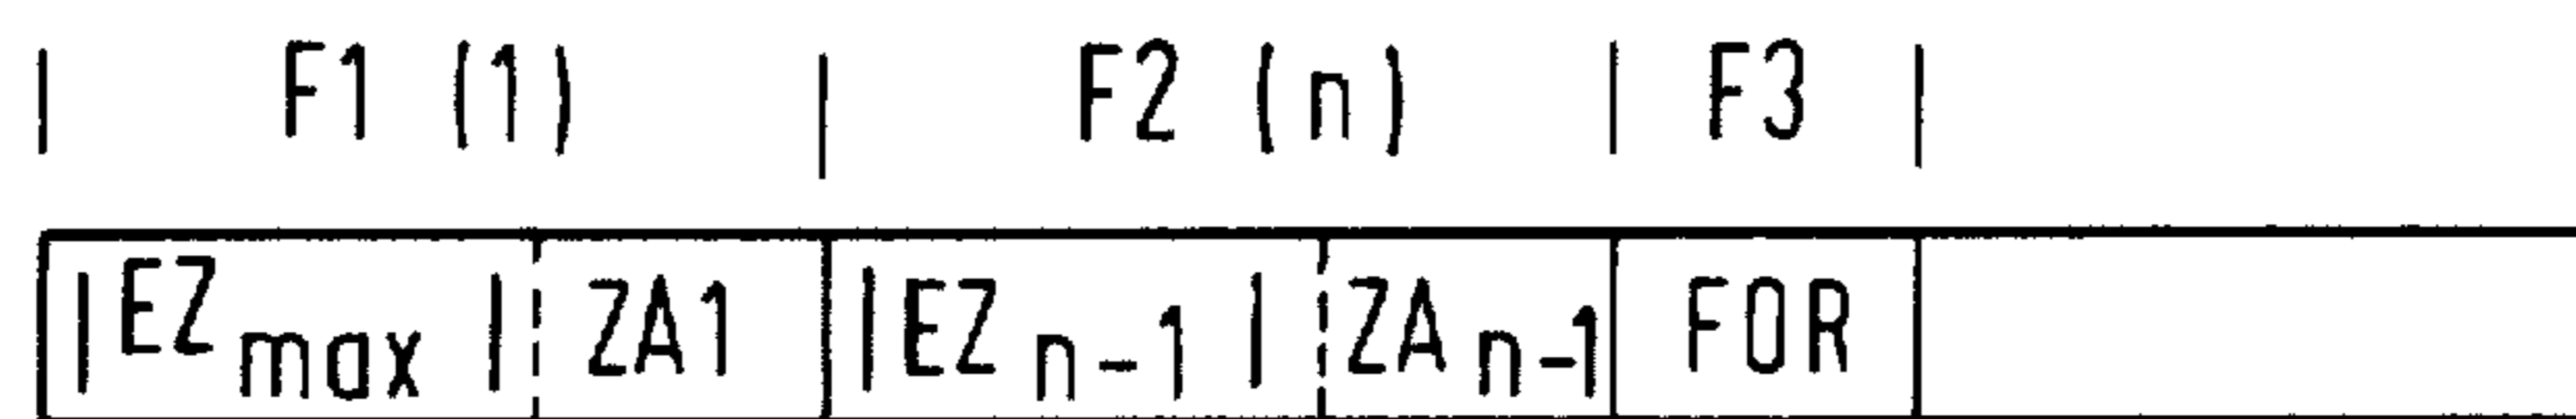 | F1 (1) | F2 (n) | F3 |
|EZmax | ZA1 |EZn-1 | ZAn-1 FOR